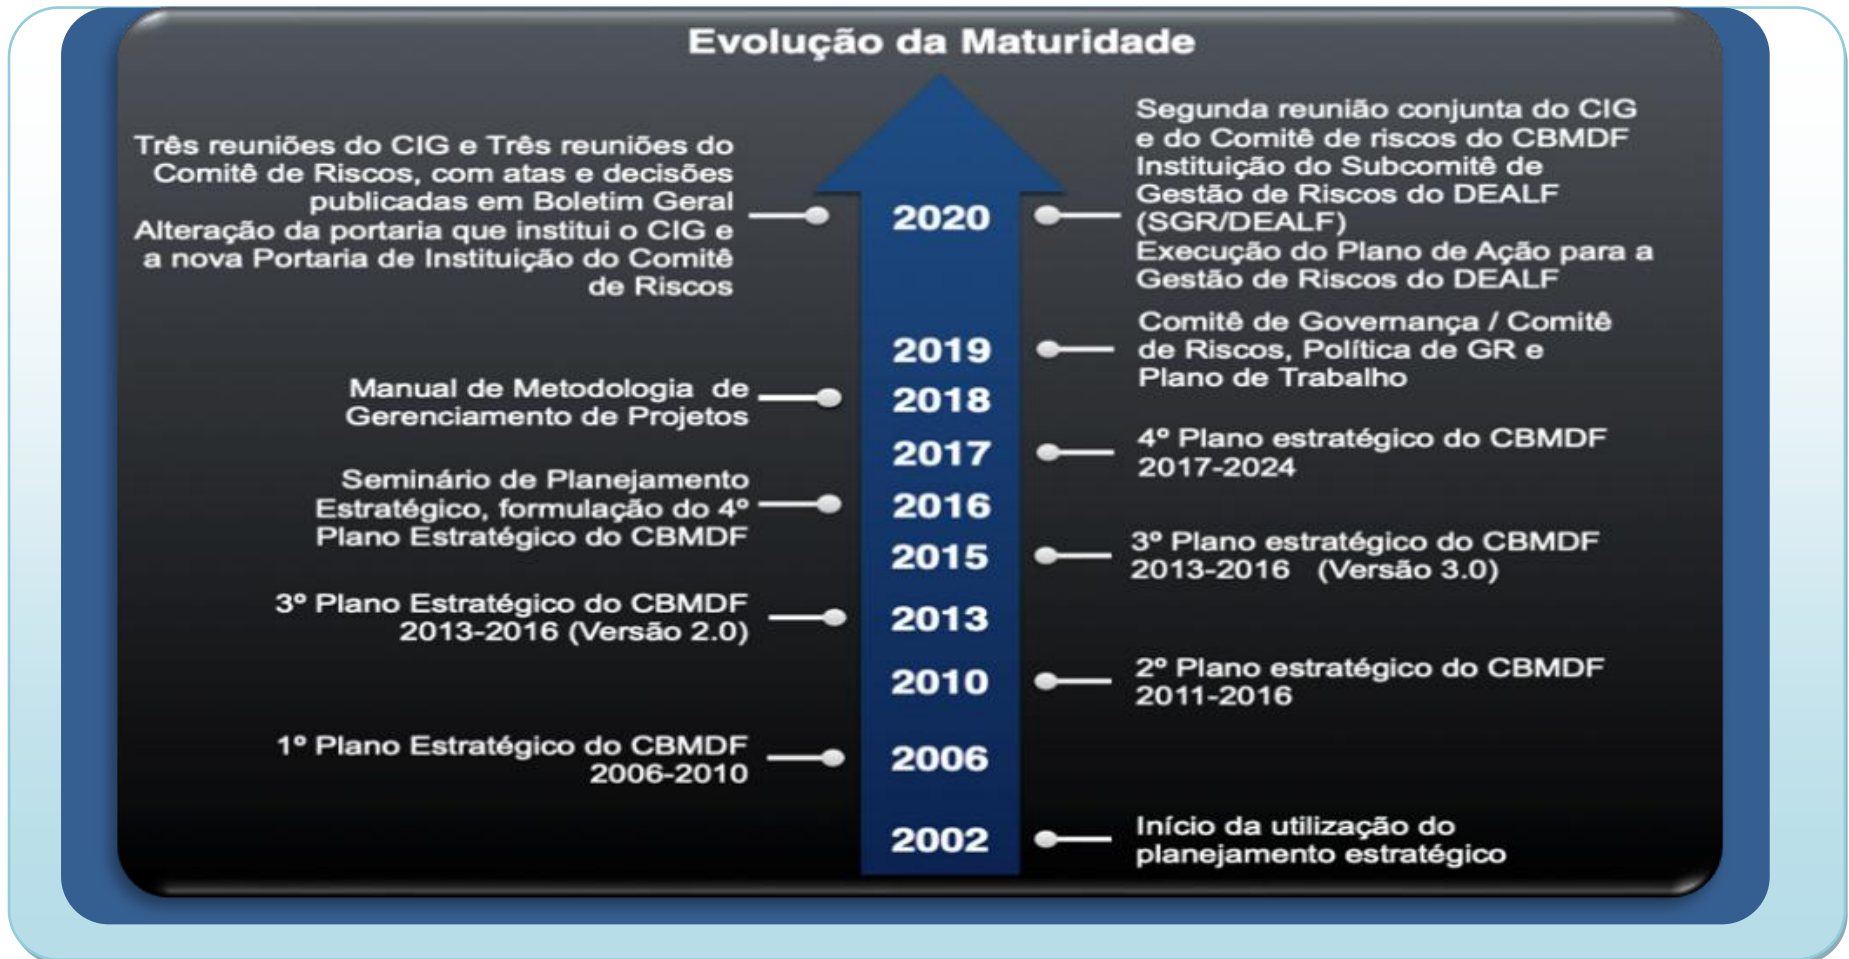 Evolução da Maturidade
Três reuniões do CIG e Três reuniões do
Comitê de Riscos, com atas e decisões
publicadas em Boletim Geral
Alteração da portaria que institui o CIG e
a nova Portaria de Instituição do Comitê
de Riscos
2020
Segunda reunião conjunta do CIG
e do Comitê de riscos do CBMDF
Instituição do Subcomitê de
Gestão de Riscos do DEALF
(SGR/DEALF)
Execução do Plano de Ação para a
Gestão de Riscos do DEALF
2019
Comitê de Governança / Comitê
de Riscos, Política de GR e
Plano de Trabalho
Manual de Metodologia de
Gerenciamento de Projetos
2018
2017
4º Plano estratégico do CBMDF
2017-2024
Seminário de Planejamento
Estratégico, formulação do 4º
Plano Estratégico do CBMDF
2016
2015
3º Plano estratégico do CBMDF
2013-2016 (Versão 3.0)
3º Plano Estratégico do CBMDF
2013-2016 (Versão 2.0)
2013
2010
2º Plano estratégico do CBMDF
2011-2016
1º Plano Estratégico do CBMDF
2006-2010
2006
2002
Início da utilização do
planejamento estratégico